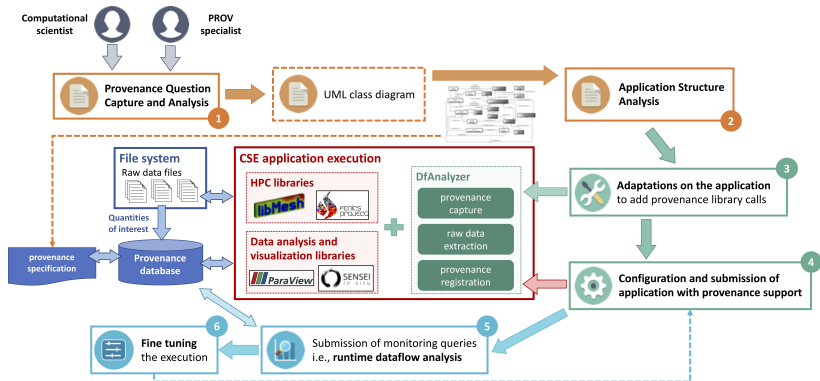 Computational
scientist
PROV
specialist
Provenance Question
Capture and Analysis
1
UML class diagram
Application Structure
Analysis
2
File system
Raw data files
Quantities
of interest
provenance
specification
Provenance
database
CSE application execution
HPC libraries
libMesh
FENICS
PROJECT
Data analysis and
visualization libraries
ParaView
SENSEI
in situ
DfAnalyzer
provenance
capture
raw data
extraction
provenance
registration
3
Adaptations on the application
to add provenance library calls
4
Configuration and submission of
application with provenance support
5
Submission of monitoring queries
i.e., runtime dataflow analysis
6
Fine tuning
the execution